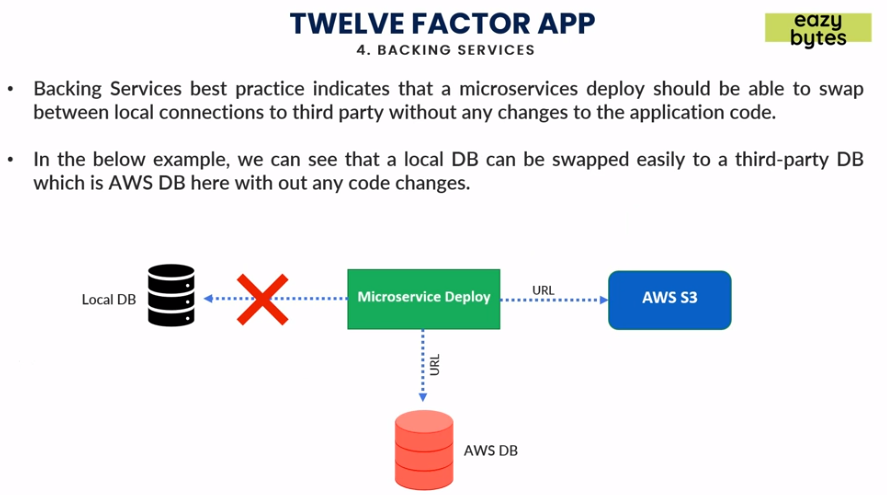 TWELVE FACTOR APP
4. BACKING SERVICES
eazy
bytes
• Backing Services best practice indicates that a microservices deploy should be able to swap
between local connections to third party without any changes to the application code.
• In the below example, we can see that a local DB can be swapped easily to a third-party DB
which is AWS DB here with out any code changes.
Local DB
Microservice Deploy
URL
AWS S3
URL
AWS DB